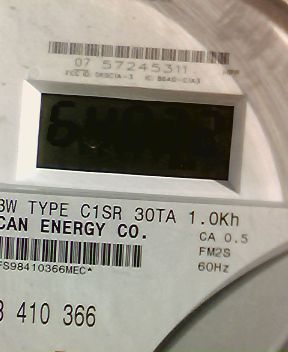 07 57245311
3W TYPE C1SR 30TA 1.0Kh
CAN ENERGY CO.
CA 0.5
FM2S
60Hz
FS98410366MEC*
8 410 366